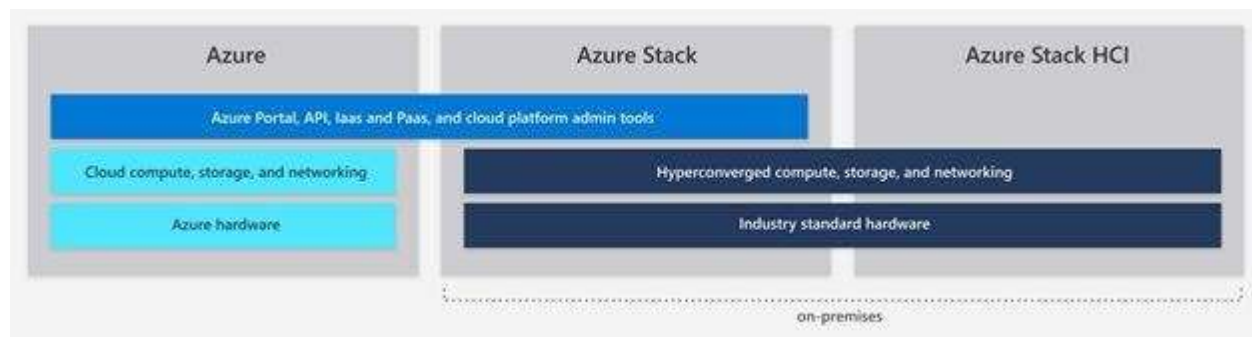 Azure
Azure Stack
Azure Stack HCI
Azure Portal, API, Iaas and Paas, and cloud platform admin tools
Cloud compute, storage, and networking
Hyperconverged compute, storage, and networking
Azure hardware
Industry standard hardware
on-premises